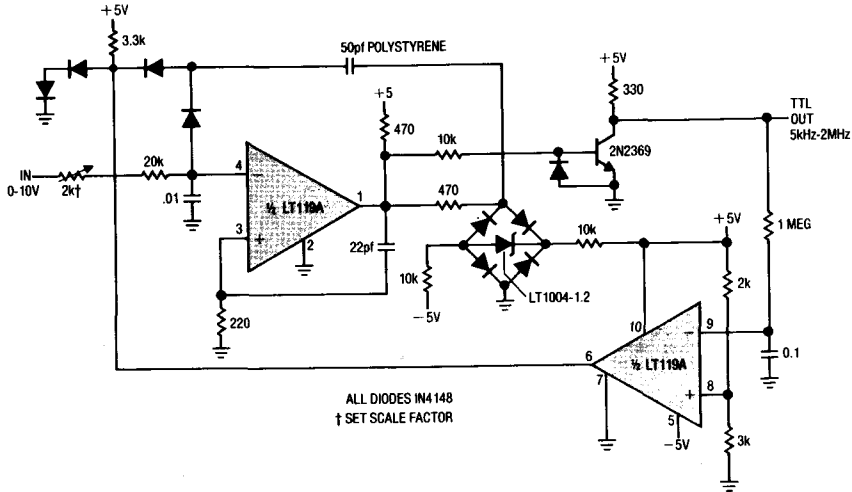 +5V
3.3k
50pf POLYSTYRENE
+5V
330
TTL
OUT
5kHz-2MHz
+5
470
10k
2N2369
IN
0-10V
2k†
20k
4
−
.01
½ LT119A
1
3
+
2
470
22pf
10k
−5V
LT1004-1.2
10k
+5V
1 MEG
2k
220
10
9
−
0.1
6
½ LT119A
7
8
+
5
−5V
3k
ALL DIODES IN4148
† SET SCALE FACTOR